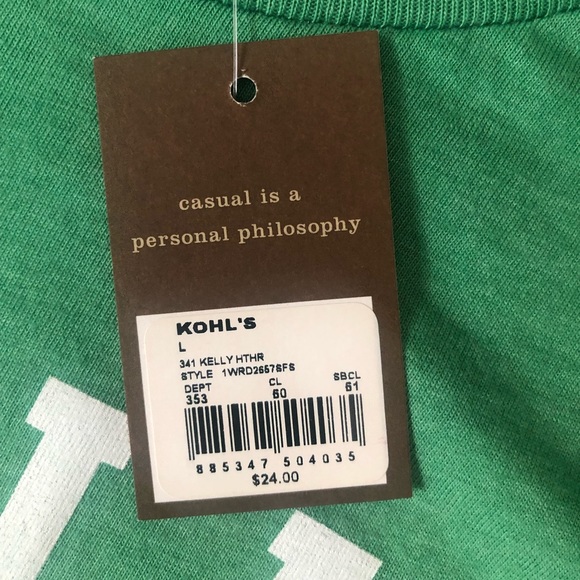 casual is a
personal philosophy
KOHL'S
L
341 KELLY HTHR
STYLE 1WRD2657SFS
DEPT CL SBCL
353 60 61
885347 504035
$24.00